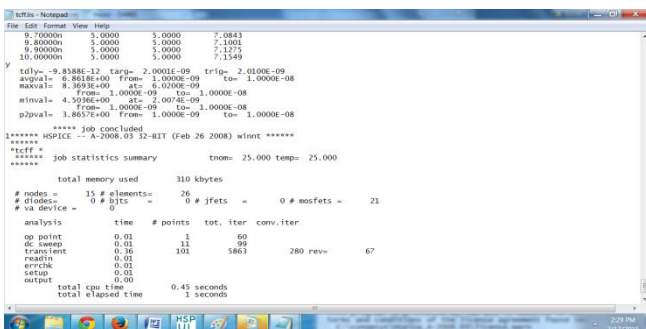 tcff.lis - Notepad
File Edit Format View Help
9.70000n 5.0000 5.0000 7.0843
9.80000n 5.0000 5.0000 7.1001
9.90000n 5.0000 5.0000 7.1275
10.00000n 5.0000 5.0000 7.1549
y
tdly= -9.8588E-12 targ= 2.0001E-09 trig= 2.0100E-09
avgval= 6.8618E+00 from= 1.0000E-09 to= 1.0000E-08
maxval= 8.3693E+00 at= 6.0200E-09
from= 1.0000E-09 to= 1.0000E-08
minval= 4.5036E+00 at= 2.0074E-09
from= 1.0000E-09 to= 1.0000E-08
p2pval= 3.8657E+00 from= 1.0000E-09 to= 1.0000E-08
***** job concluded
1****** HSPICE -- A-2008.03 32-BIT (Feb 26 2008) winnt ******
******
*tcff *
****** job statistics summary tnom= 25.000 temp= 25.000
******
total memory used 310 kbytes
# nodes = 15 # elements= 26
# diodes= 0 # bjts = 0 # jfets = 0 # mosfets = 21
# va device = 0
analysis time # points tot. iter conv.iter
op point 0.01 1 60
dc sweep 0.01 11 99
transient 0.36 101 5863 280 rev= 67
readin 0.01
errchk 0.01
setup 0.01
output 0.00
total cpu time 0.45 seconds
total elapsed time 1 seconds
HSP
UI
terms and conditions of the license agreement found
2:29 PM